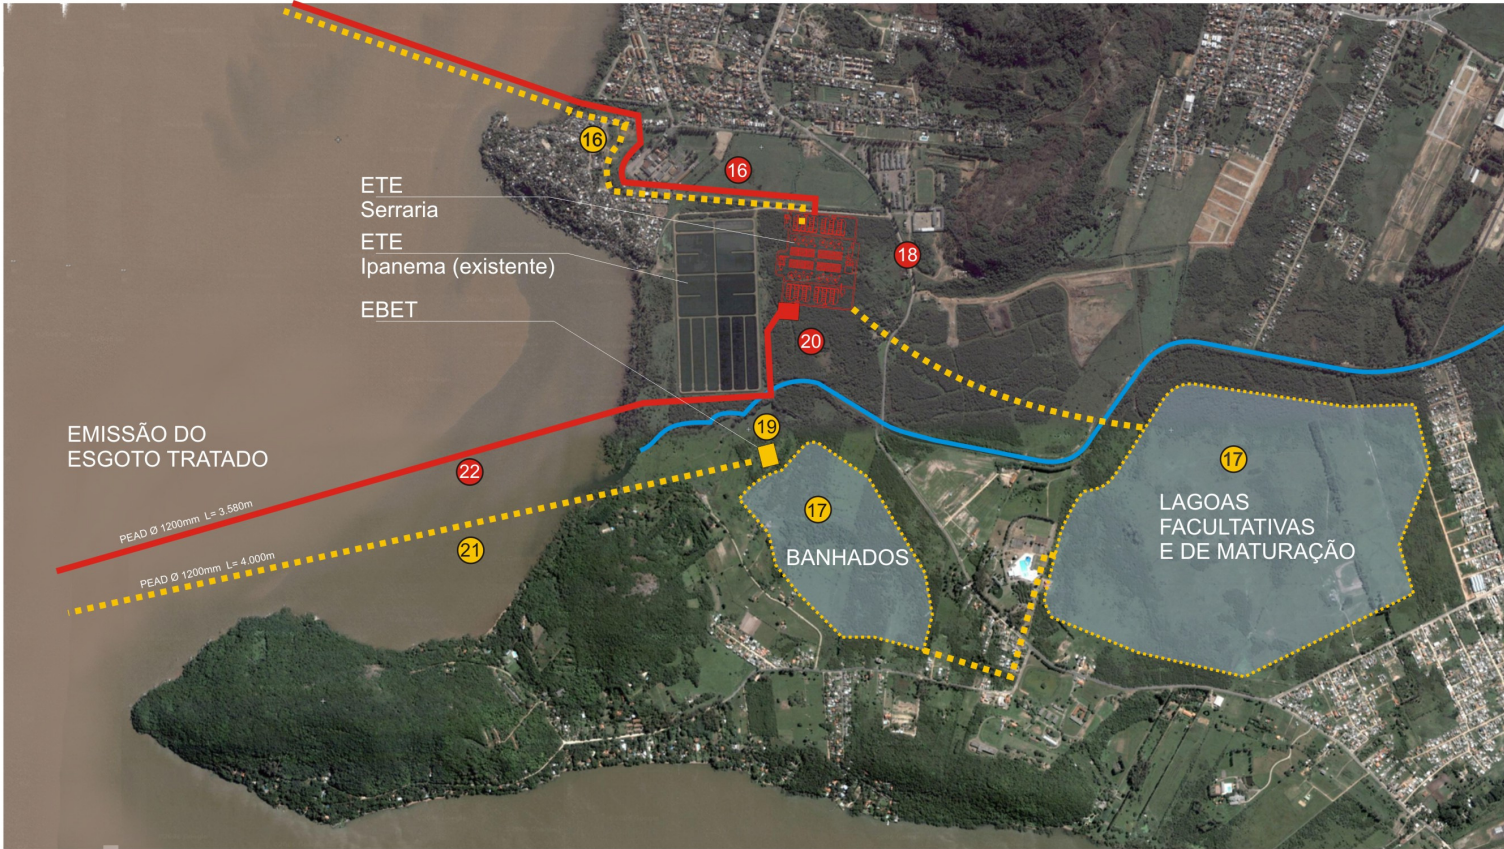 16
16
ETE
Serraria
ETE
Ipanema (existente)
EBET
18
20
19
EMISSÃO DO
ESGOTO TRATADO
22
17
17
LAGOAS
FACULTATIVAS
E DE MATURAÇÃO
BANHADOS
PEAD Ø 1200mm L= 3.580m
21
PEAD Ø 1200mm L= 4.000m